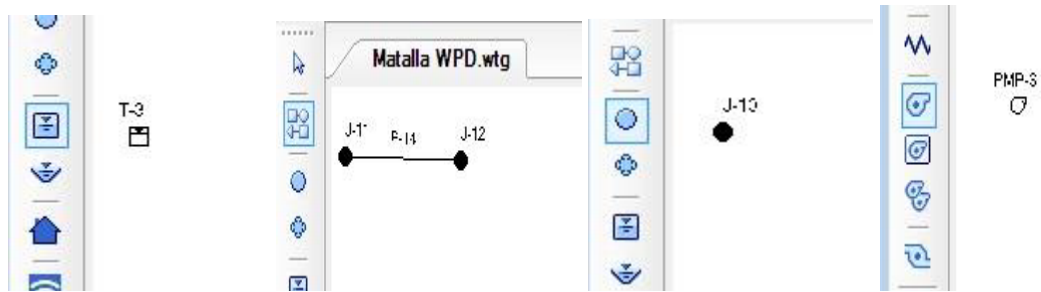 T-3
Matalla WPD.wtg
J-11
P-14
J-12
J-13
PMP-3